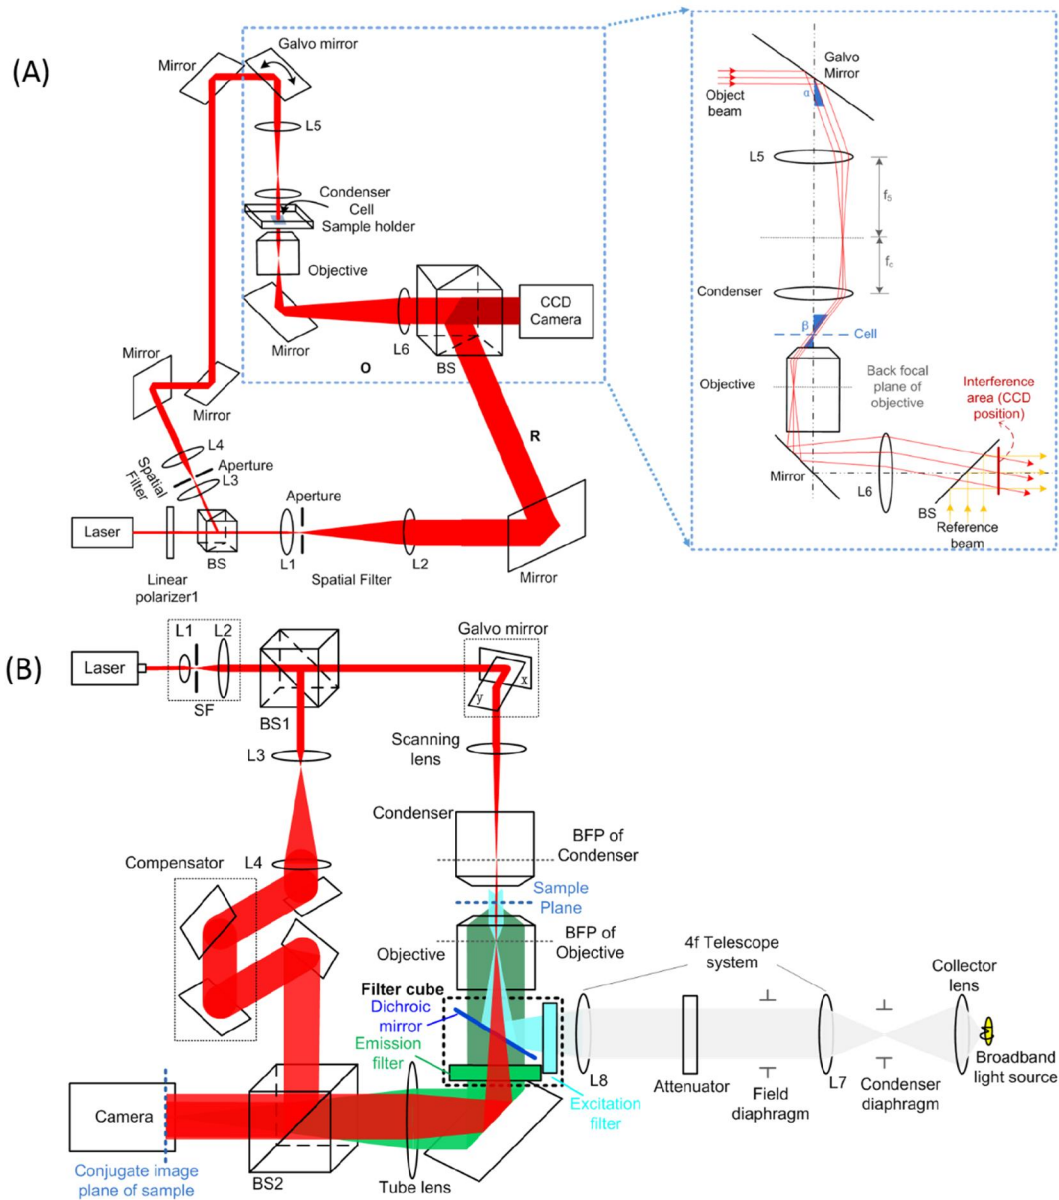 (A)
Mirror
Galvo mirror
L5
Condenser
Cell
Sample holder
Objective
Mirror
L6
BS
CCD
Camera
O
R
Mirror
Mirror
L4
Spatial
Filter
Aperture
L3
Laser
Linear
polarizer1
BS
Aperture
L1
Spatial Filter
L2
Mirror
Galvo
Mirror
Object
beam
α
L5
f5
fc
Condenser
β
Cell
Objective
Back focal
plane of
objective
Interference
area (CCD
position)
Mirror
L6
BS
Reference
beam
(B)
Laser
L1
L2
SF
BS1
Galvo mirror
x
y
L3
Scanning
lens
Condenser
BFP of
Condenser
Compensator
L4
Sample
Plane
Objective
BFP of
Objective
Filter cube
Dichroic
mirror
Emission
filter
4f Telescope
system
Collector
lens
L8
Attenuator
Field
diaphragm
L7
Condenser
diaphragm
Broadband
light source
Excitation
filter
Camera
Conjugate image
plane of sample
BS2
Tube lens